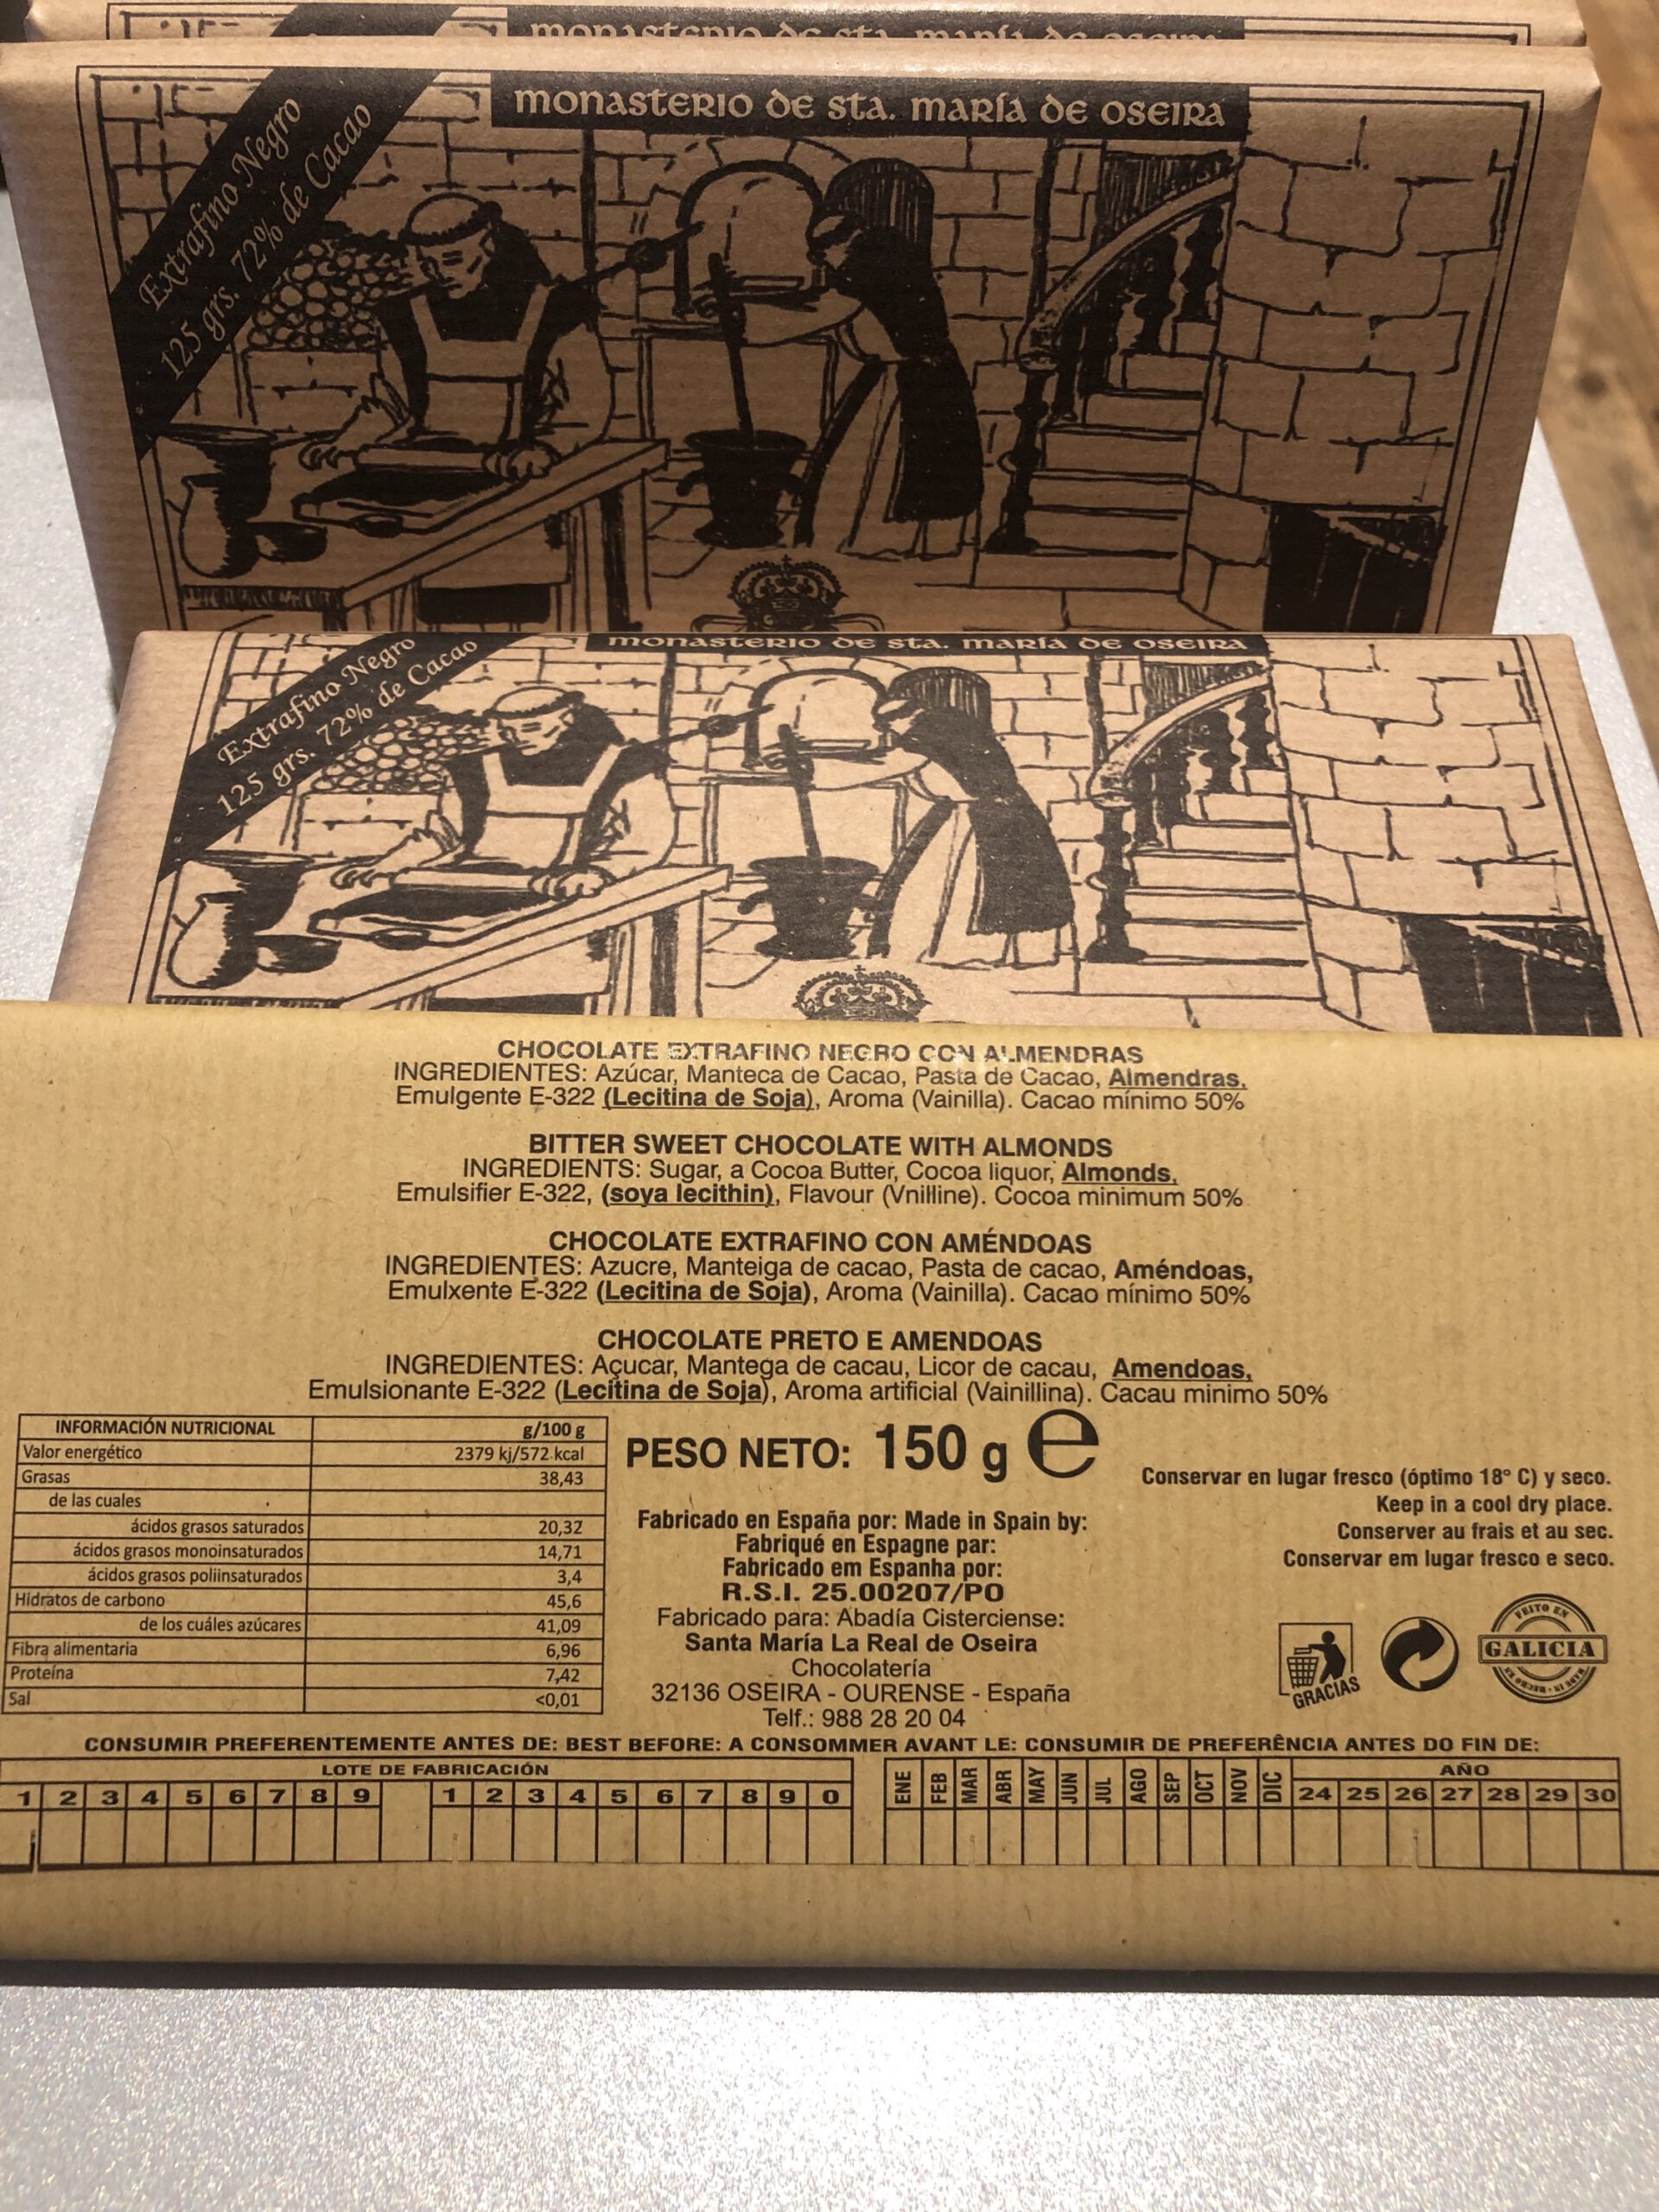 monasterio de sta. maría de oseira
monasterio de sta. maría de oseira
Extrafino Negro
125 grs. 72% de Cacao
monasterio de sta. maría de oseira
Extrafino Negro
125 grs. 72% de Cacao
CHOCOLATE EXTRAFINO NEGRO CON ALMENDRAS
INGREDIENTES: Azúcar, Manteca de Cacao, Pasta de Cacao, Almendras,
Emulgente E-322 (Lecitina de Soja), Aroma (Vainilla). Cacao mínimo 50%
BITTER SWEET CHOCOLATE WITH ALMONDS
INGREDIENTS: Sugar, a Cocoa Butter, Cocoa liquor, Almonds,
Emulsifier E-322, (soya lecithin), Flavour (Vnilline). Cocoa minimum 50%
CHOCOLATE EXTRAFINO CON AMÉNDOAS
INGREDIENTES: Azucre, Manteiga de cacao, Pasta de cacao, Améndoas,
Emulxente E-322 (Lecitina de Soja), Aroma (Vainilla). Cacao mínimo 50%
CHOCOLATE PRETO E AMENDOAS
INGREDIENTES: Açucar, Mantega de cacau, Licor de cacau, Amendoas,
Emulsionante E-322 (Lecitina de Soja), Aroma artificial (Vainillina). Cacau minimo 50%
INFORMACIÓN NUTRICIONAL g/100 g
Valor energético 2379 kj/572 kcal
Grasas 38,43
de las cuales
ácidos grasos saturados 20,32
ácidos grasos monoinsaturados 14,71
ácidos grasos poliinsaturados 3,4
Hidratos de carbono 45,6
de los cuáles azúcares 41,09
Fibra alimentaria 6,96
Proteína 7,42
Sal <0,01
PESO NETO: 150 g e
Fabricado en España por: Made in Spain by:
Fabriqué en Espagne par:
Fabricado em Espanha por:
R.S.I. 25.00207/PO
Fabricado para: Abadía Cisterciense:
Santa María La Real de Oseira
Chocolatería
32136 OSEIRA - OURENSE - España
Telf.: 988 28 20 04
Conservar en lugar fresco (óptimo 18º C) y seco.
Keep in a cool dry place.
Conserver au frais et au sec.
Conservar em lugar fresco e seco.
GRACIAS
FEITO EN
GALICIA
HECHO EN · MADE IN
CONSUMIR PREFERENTEMENTE ANTES DE: BEST BEFORE: A CONSOMMER AVANT LE: CONSUMIR DE PREFERÊNCIA ANTES DO FIN DE:
LOTE DE FABRICACIÓN
1 2 3 4 5 6 7 8 9 1 2 3 4 5 6 7 8 9 0
ENE FEB MAR ABR MAY JUN JUL AGO SEP OCT NOV DIC
AÑO
24 25 26 27 28 29 30